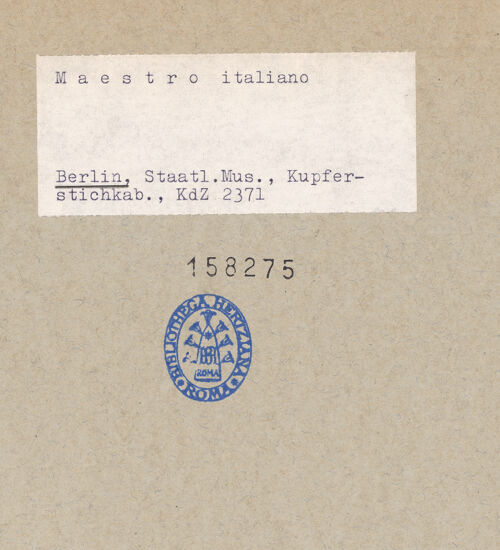 M a e s t r o italiano
Berlin, Staatl.Mus., Kupfer-
stichkab., KdZ 2371
158275
BIBLIOTHECA HERTZIANA
ROMA
ROMA